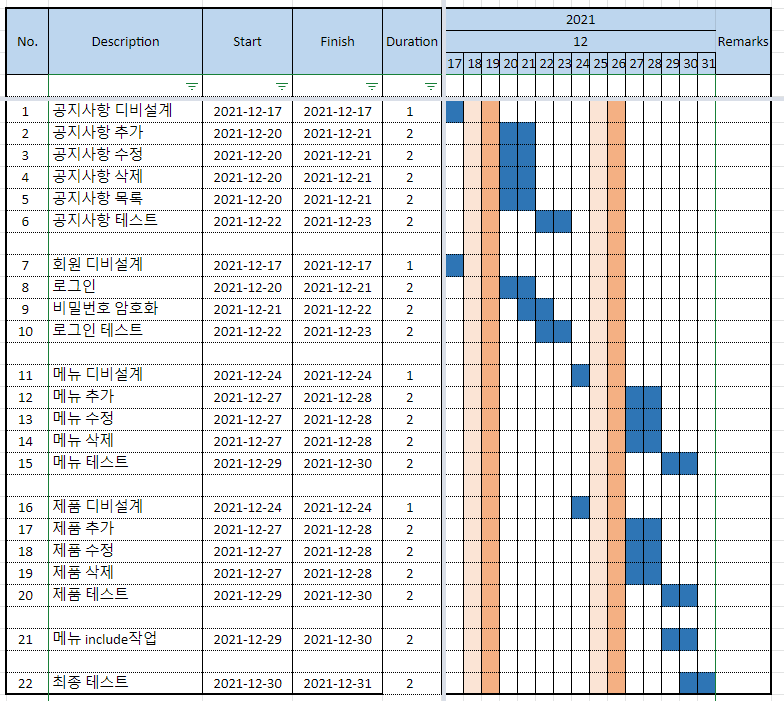 No. Description Start Finish Duration 2021 Remarks
12
17 18 19 20 21 22 23 24 25 26 27 28 29 30 31
1 공지사항 디비설계 2021-12-17 2021-12-17 1
2 공지사항 추가 2021-12-20 2021-12-21 2
3 공지사항 수정 2021-12-20 2021-12-21 2
4 공지사항 삭제 2021-12-20 2021-12-21 2
5 공지사항 목록 2021-12-20 2021-12-21 2
6 공지사항 테스트 2021-12-22 2021-12-23 2
7 회원 디비설계 2021-12-17 2021-12-17 1
8 로그인 2021-12-20 2021-12-21 2
9 비밀번호 암호화 2021-12-21 2021-12-22 2
10 로그인 테스트 2021-12-22 2021-12-23 2
11 메뉴 디비설계 2021-12-24 2021-12-24 1
12 메뉴 추가 2021-12-27 2021-12-28 2
13 메뉴 수정 2021-12-27 2021-12-28 2
14 메뉴 삭제 2021-12-27 2021-12-28 2
15 메뉴 테스트 2021-12-29 2021-12-30 2
16 제품 디비설계 2021-12-24 2021-12-24 1
17 제품 추가 2021-12-27 2021-12-28 2
18 제품 수정 2021-12-27 2021-12-28 2
19 제품 삭제 2021-12-27 2021-12-28 2
20 제품 테스트 2021-12-29 2021-12-30 2
21 메뉴 include작업 2021-12-29 2021-12-30 2
22 최종 테스트 2021-12-30 2021-12-31 2